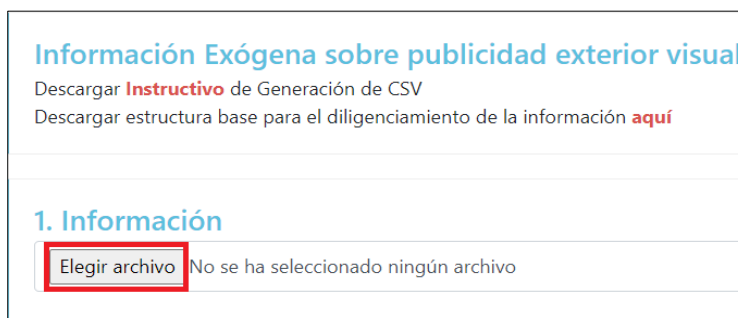 Información Exógena sobre publicidad exterior visual
Descargar Instructivo de Generación de CSV
Descargar estructura base para el diligenciamiento de la información aquí
1. Información
Elegir archivo No se ha seleccionado ningún archivo